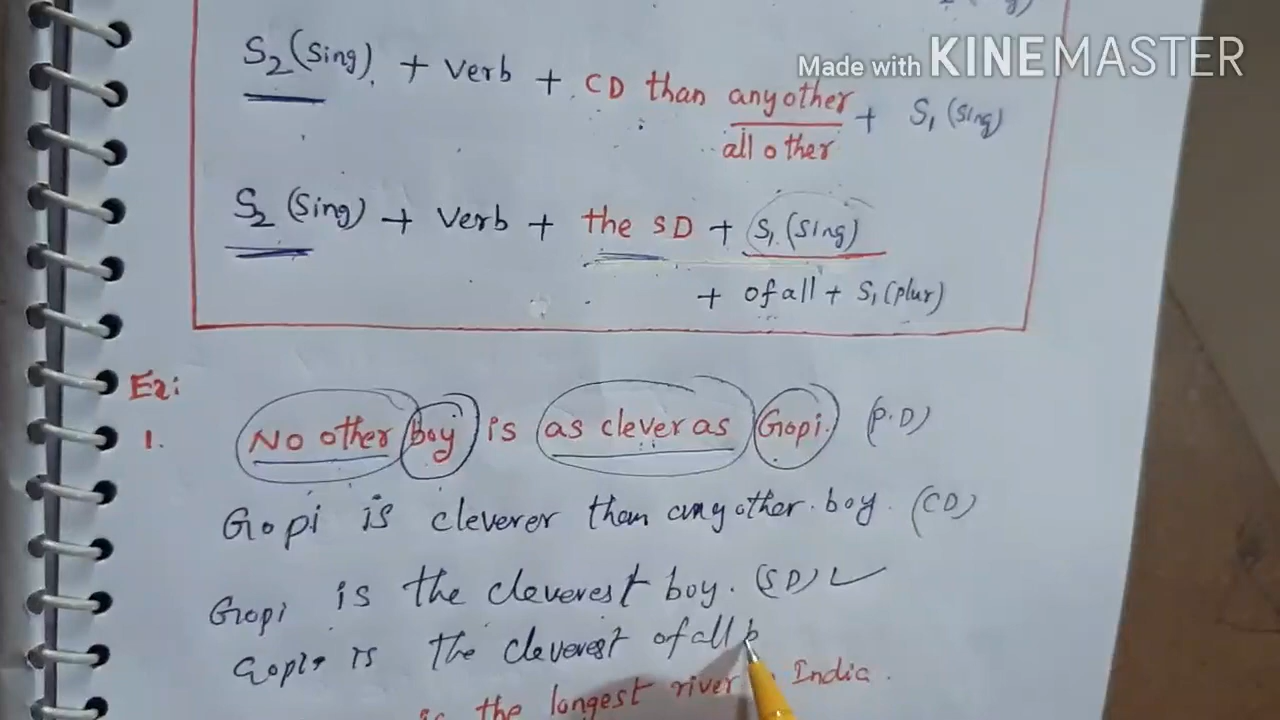 Made with KINEMASTER
S2 (Sing) + Verb + CD than any other + S1 (Sing)
all other
S2 (Sing) + Verb + the SD + S1 (Sing)
+ of all + S1 (plur)
Ex:
1. No other boy is as clever as Gopi. (P.D)
Gopi is cleverer than any other boy. (CD)
Gopi is the cleverest boy. (SD)
Gopi is the cleverest of all b
is the longest river India.